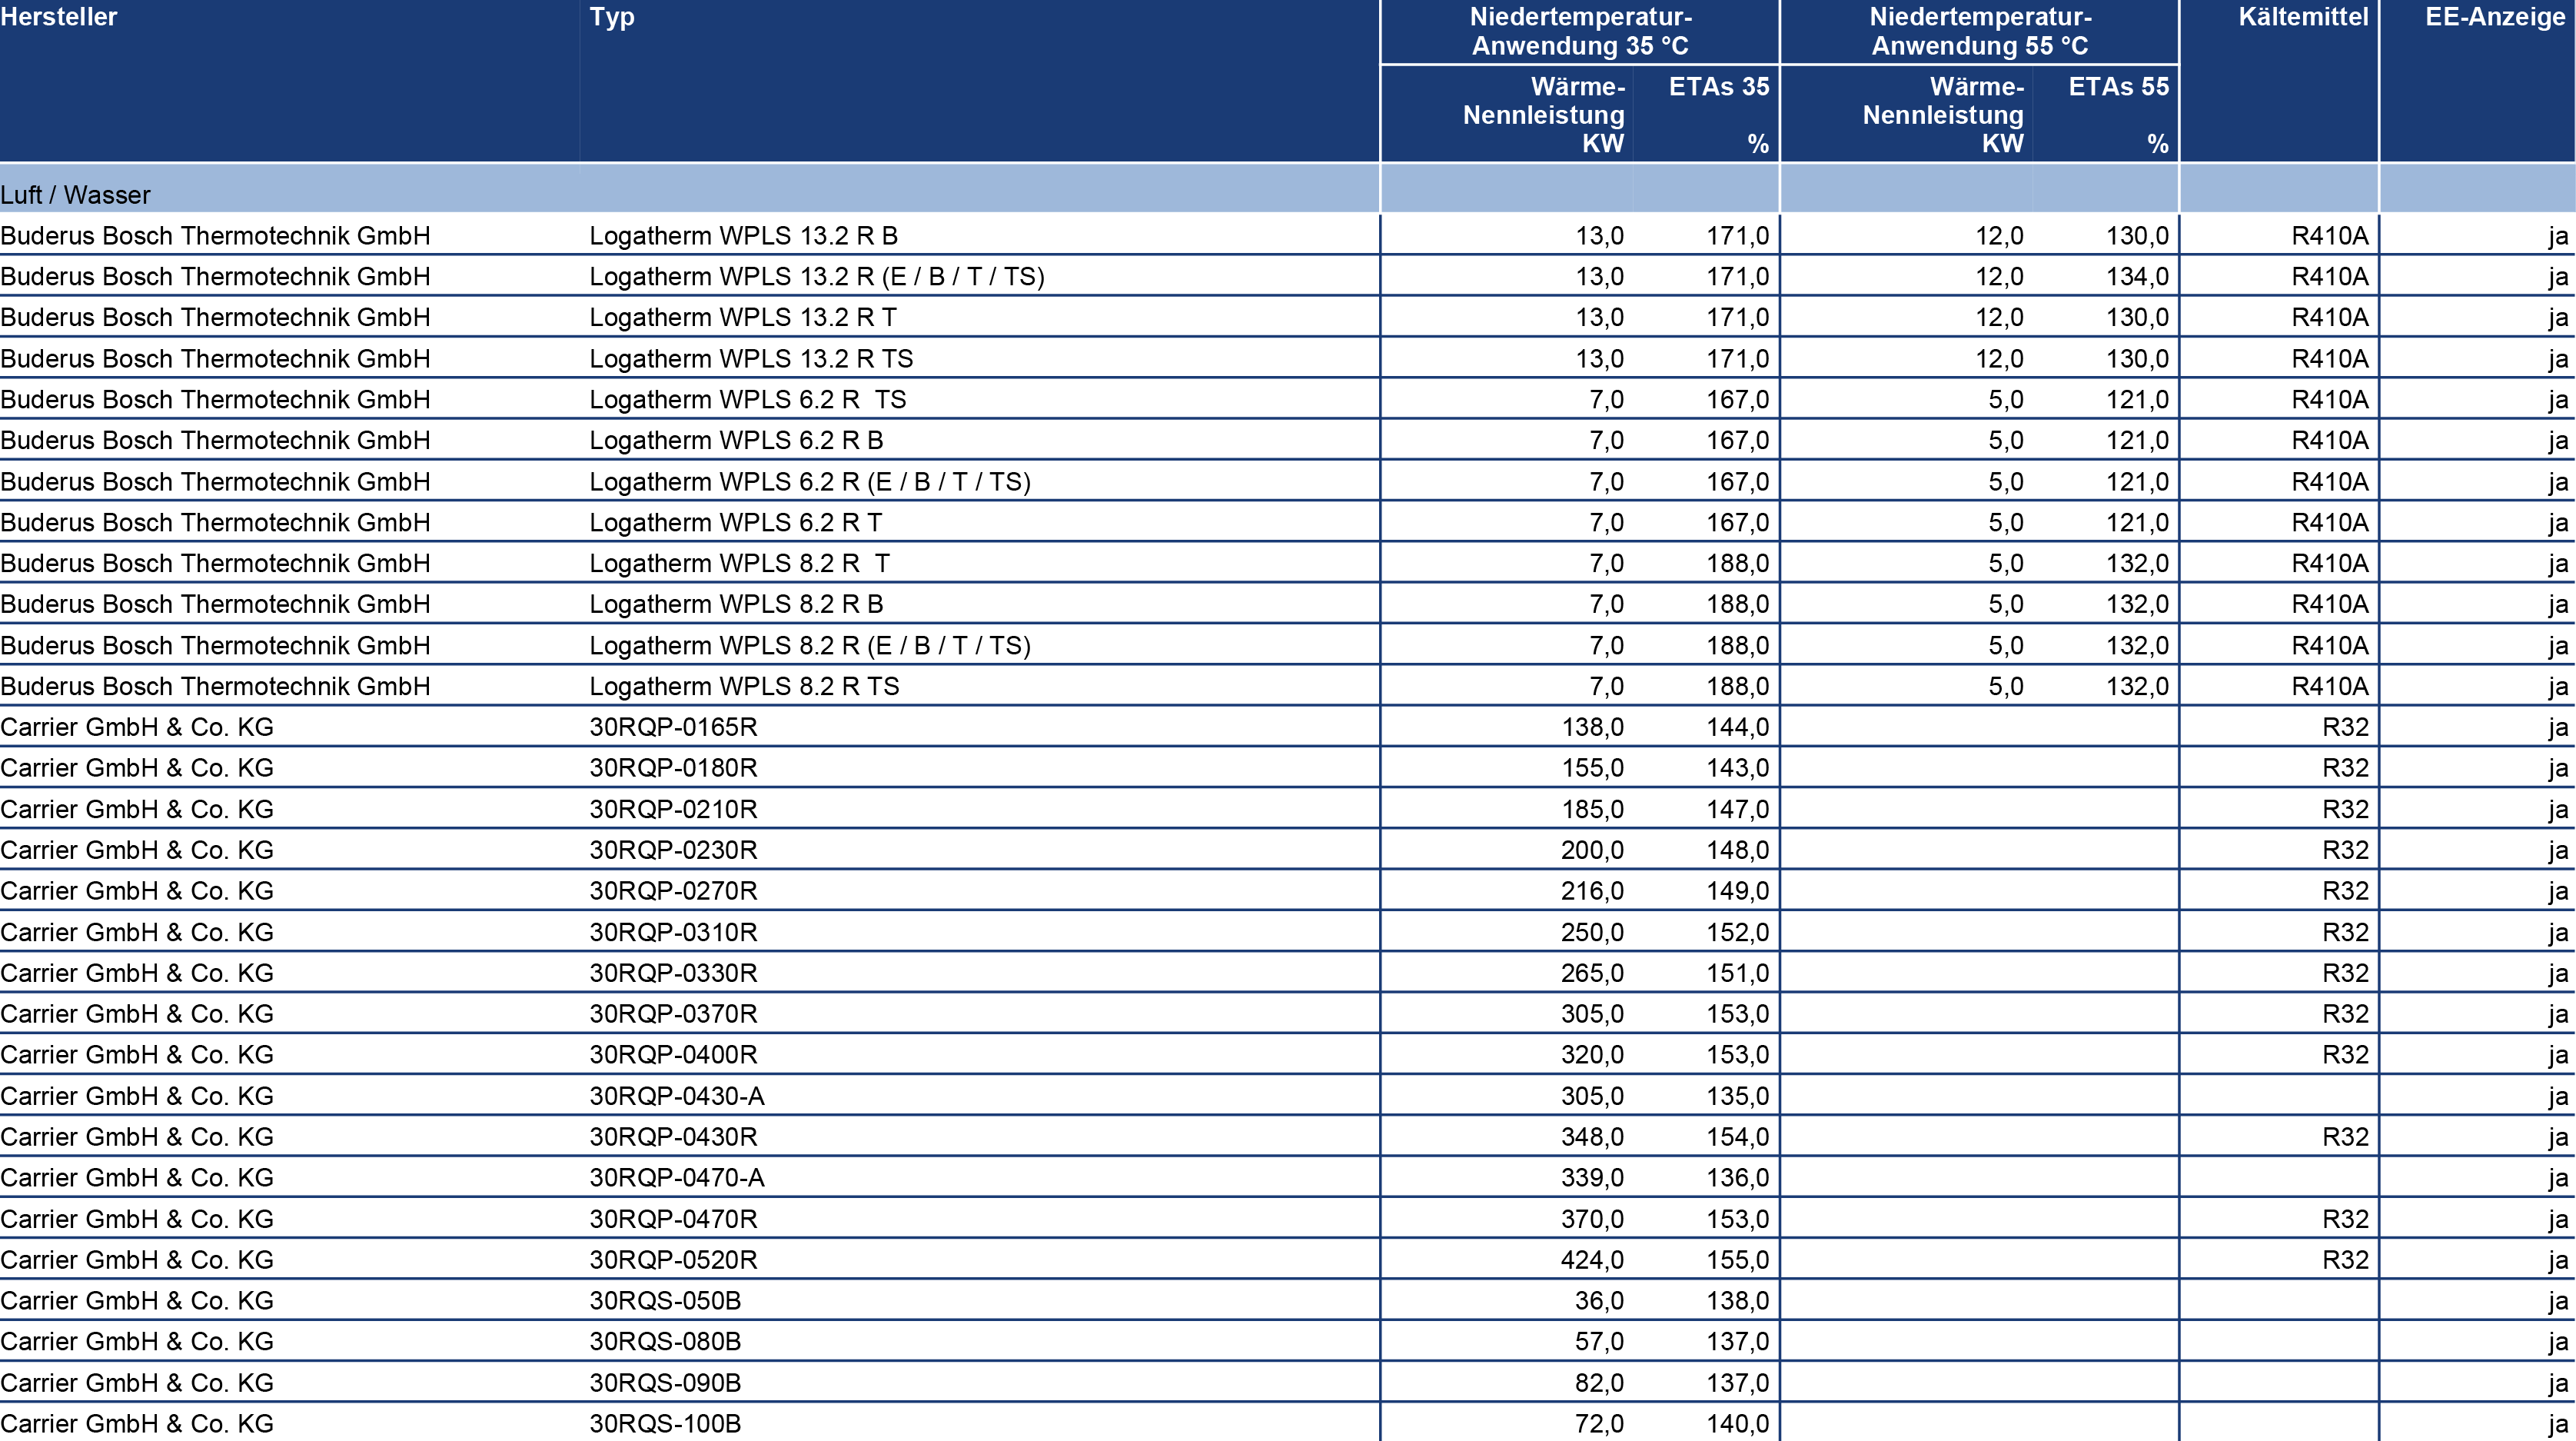 Hersteller Typ Niedertemperatur- Niedertemperatur- Kältemittel EE-Anzeige
Anwendung 35 °C Anwendung 55 °C
Wärme- ETAs 35 Wärme- ETAs 55
Nennleistung Nennleistung
KW % KW %
Luft / Wasser
Buderus Bosch Thermotechnik GmbH Logatherm WPLS 13.2 R B 13,0 171,0 12,0 130,0 R410A ja
Buderus Bosch Thermotechnik GmbH Logatherm WPLS 13.2 R (E / B / T / TS) 13,0 171,0 12,0 134,0 R410A ja
Buderus Bosch Thermotechnik GmbH Logatherm WPLS 13.2 R T 13,0 171,0 12,0 130,0 R410A ja
Buderus Bosch Thermotechnik GmbH Logatherm WPLS 13.2 R TS 13,0 171,0 12,0 130,0 R410A ja
Buderus Bosch Thermotechnik GmbH Logatherm WPLS 6.2 R  TS 7,0 167,0 5,0 121,0 R410A ja
Buderus Bosch Thermotechnik GmbH Logatherm WPLS 6.2 R B 7,0 167,0 5,0 121,0 R410A ja
Buderus Bosch Thermotechnik GmbH Logatherm WPLS 6.2 R (E / B / T / TS) 7,0 167,0 5,0 121,0 R410A ja
Buderus Bosch Thermotechnik GmbH Logatherm WPLS 6.2 R T 7,0 167,0 5,0 121,0 R410A ja
Buderus Bosch Thermotechnik GmbH Logatherm WPLS 8.2 R  T 7,0 188,0 5,0 132,0 R410A ja
Buderus Bosch Thermotechnik GmbH Logatherm WPLS 8.2 R B 7,0 188,0 5,0 132,0 R410A ja
Buderus Bosch Thermotechnik GmbH Logatherm WPLS 8.2 R (E / B / T / TS) 7,0 188,0 5,0 132,0 R410A ja
Buderus Bosch Thermotechnik GmbH Logatherm WPLS 8.2 R TS 7,0 188,0 5,0 132,0 R410A ja
Carrier GmbH & Co. KG 30RQP-0165R 138,0 144,0 R32 ja
Carrier GmbH & Co. KG 30RQP-0180R 155,0 143,0 R32 ja
Carrier GmbH & Co. KG 30RQP-0210R 185,0 147,0 R32 ja
Carrier GmbH & Co. KG 30RQP-0230R 200,0 148,0 R32 ja
Carrier GmbH & Co. KG 30RQP-0270R 216,0 149,0 R32 ja
Carrier GmbH & Co. KG 30RQP-0310R 250,0 152,0 R32 ja
Carrier GmbH & Co. KG 30RQP-0330R 265,0 151,0 R32 ja
Carrier GmbH & Co. KG 30RQP-0370R 305,0 153,0 R32 ja
Carrier GmbH & Co. KG 30RQP-0400R 320,0 153,0 R32 ja
Carrier GmbH & Co. KG 30RQP-0430-A 305,0 135,0 ja
Carrier GmbH & Co. KG 30RQP-0430R 348,0 154,0 R32 ja
Carrier GmbH & Co. KG 30RQP-0470-A 339,0 136,0 ja
Carrier GmbH & Co. KG 30RQP-0470R 370,0 153,0 R32 ja
Carrier GmbH & Co. KG 30RQP-0520R 424,0 155,0 R32 ja
Carrier GmbH & Co. KG 30RQS-050B 36,0 138,0 ja
Carrier GmbH & Co. KG 30RQS-080B 57,0 137,0 ja
Carrier GmbH & Co. KG 30RQS-090B 82,0 137,0 ja
Carrier GmbH & Co. KG 30RQS-100B 72,0 140,0 ja